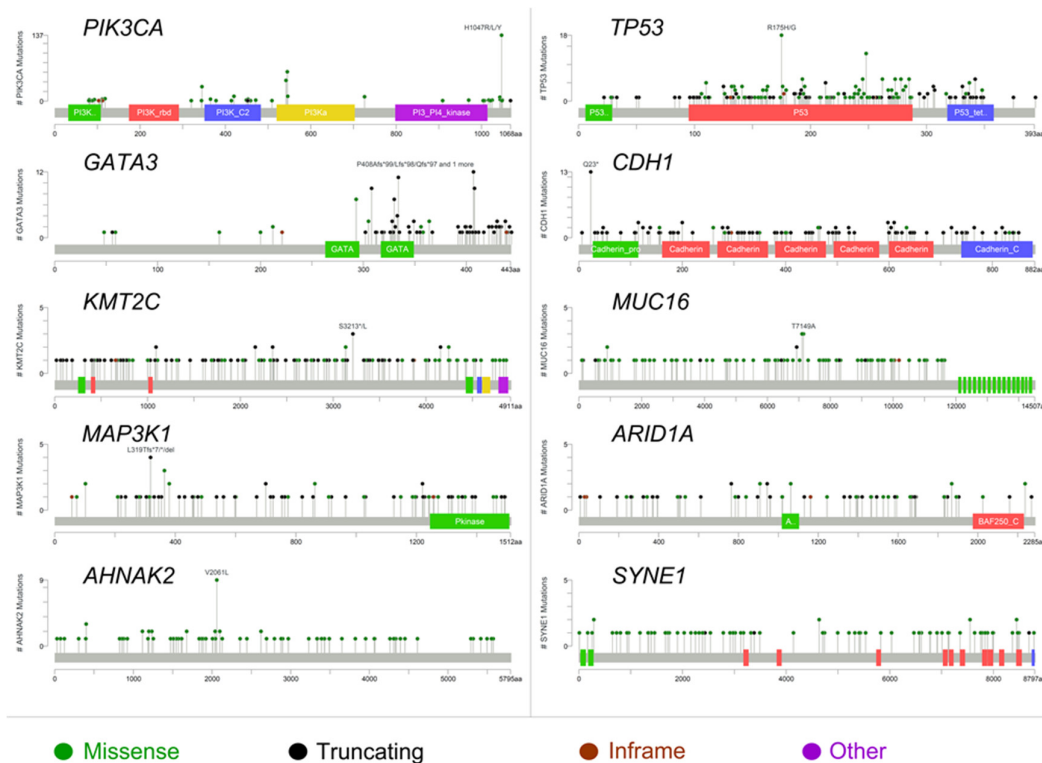 PIK3CA
H1047R/L/Y
137
# PIK3CA Mutations
0
PI3K..
PI3K_rbd
PI3K_C2
PI3Ka
PI3_PI4_kinase
0 200 400 600 800 1000 1068aa
TP53
R175H/G
18
# TP53 Mutations
0
P53..
P53
P53_tet..
0 100 200 300 393aa
GATA3
P408Afs*99/Lfs*98/Qfs*97 and 1 more
12
# GATA3 Mutations
0
GATA
GATA
0 100 200 300 400 443aa
CDH1
Q23*
13
# CDH1 Mutations
0
Cadherin_pro
Cadherin
Cadherin
Cadherin
Cadherin
Cadherin
Cadherin_C
0 200 400 600 800 882aa
KMT2C
S3213*/L
5
# KMT2C Mutations
0
0 1000 2000 3000 4000 4911aa
MUC16
T7149A
5
# MUC16 Mutations
0
0 2000 4000 6000 8000 10000 12000 14507a
MAP3K1
L319Tfs*7/*/del
5
# MAP3K1 Mutations
0
Pkinase
0 400 800 1200 1512aa
ARID1A
5
# ARID1A Mutations
0
A..
BAF250_C
0 400 800 1200 1600 2000 2285a
AHNAK2
V2061L
9
# AHNAK2 Mutations
0
0 1000 2000 3000 4000 5000 5795aa
SYNE1
5
# SYNE1 Mutations
0
0 2000 4000 6000 8000 8797a
Missense
Truncating
Inframe
Other